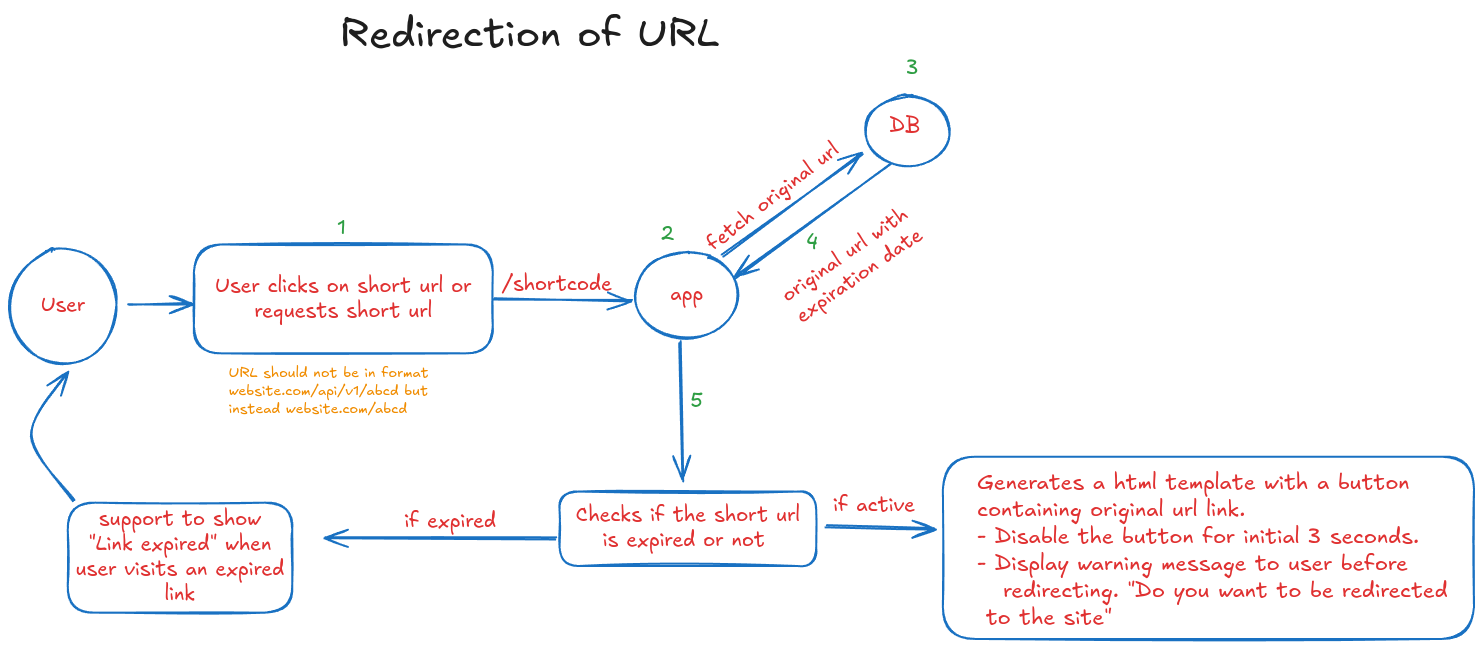 Redirection of URL
3
DB
fetch original url
4
original url with
expiration date
1
2
User
User clicks on short url or
requests short url
/shortcode
app
URL should not be in format
website.com/api/v1/abcd but
instead website.com/abcd
5
support to show
"Link expired" when
user visits an expired
link
if expired
Checks if the short url
is expired or not
if active
Generates a html template with a button
containing original url link.
- Disable the button for initial 3 seconds.
- Display warning message to user before
redirecting. "Do you want to be redirected
to the site"